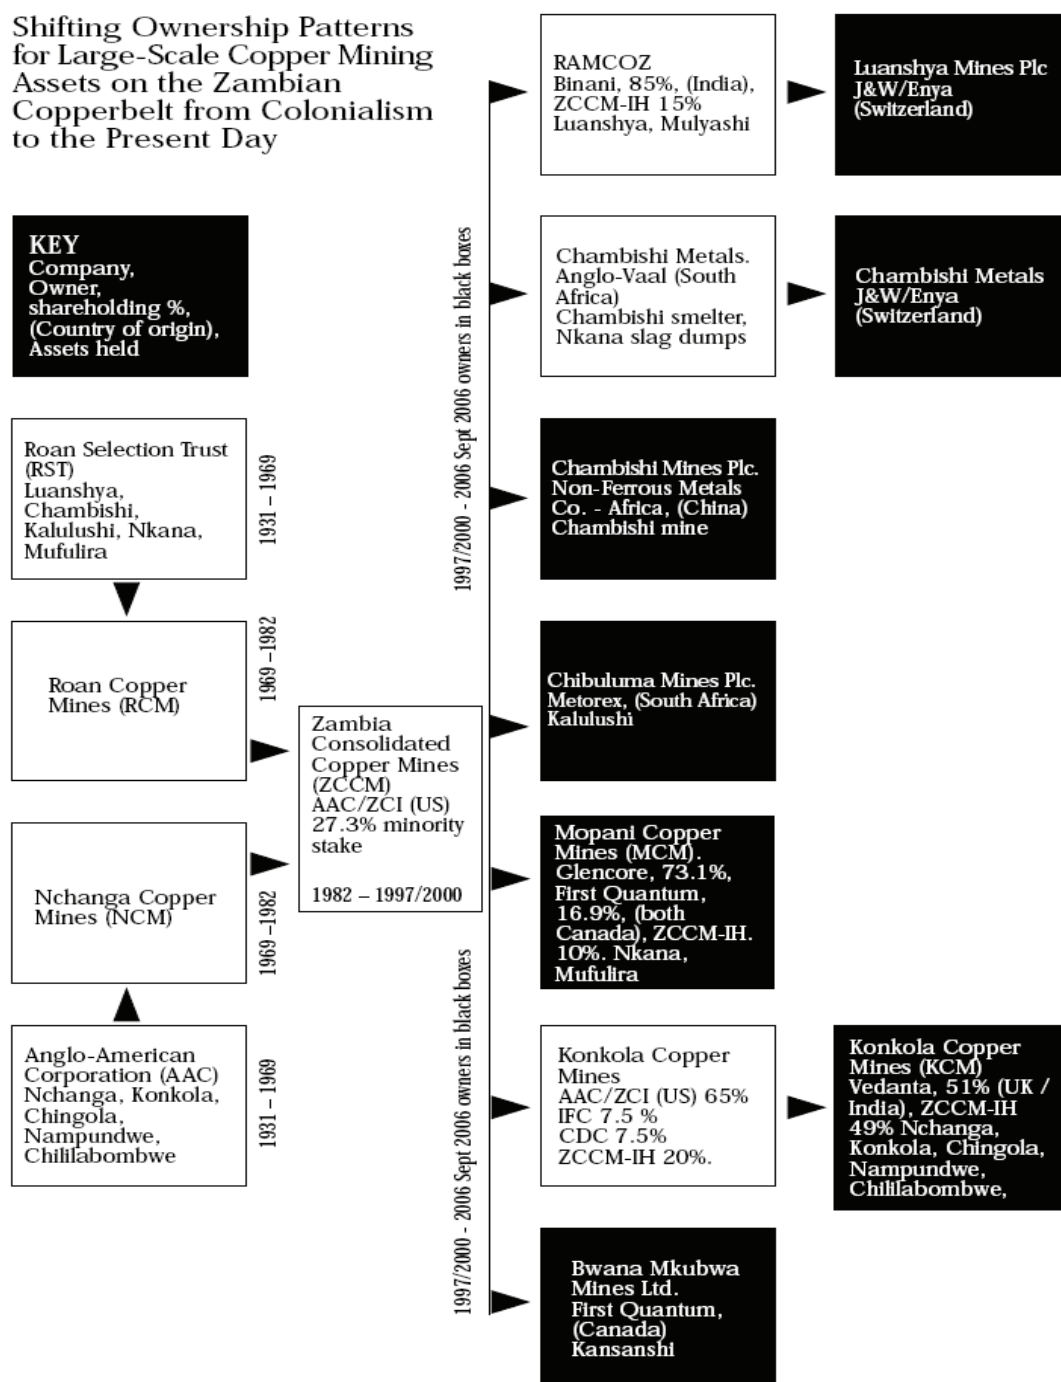 Shifting Ownership Patterns
for Large-Scale Copper Mining
Assets on the Zambian
Copperbelt from Colonialism
to the Present Day
KEY
Company,
Owner,
shareholding %,
(Country of origin),
Assets held
Roan Selection Trust
(RST)
Luanshya,
Chambishi,
Kalulushi, Nkana,
Mufulira
1931 – 1969
Roan Copper
Mines (RCM)
1969 –1982
Nchanga Copper
Mines (NCM)
1969 –1982
Anglo-American
Corporation (AAC)
Nchanga, Konkola,
Chingola,
Nampundwe,
Chililabombwe
1931 – 1969
Zambia
Consolidated
Copper Mines
(ZCCM)
AAC/ZCI (US)
27.3% minority
stake
1982 – 1997/2000
1997/2000 - 2006 Sept 2006 owners in black boxes
1997/2000 - 2006 Sept 2006 owners in black boxes
RAMCOZ
Binani, 85%, (India),
ZCCM-IH 15%
Luanshya, Mulyashi
Luanshya Mines Plc
J&W/Enya
(Switzerland)
Chambishi Metals.
Anglo-Vaal (South
Africa)
Chambishi smelter,
Nkana slag dumps
Chambishi Metals
J&W/Enya
(Switzerland)
Chambishi Mines Plc.
Non-Ferrous Metals
Co. - Africa, (China)
Chambishi mine
Chibuluma Mines Plc.
Metorex, (South Africa)
Kalulushi
Mopani Copper
Mines (MCM).
Glencore, 73.1%,
First Quantum,
16.9%, (both
Canada), ZCCM-IH.
10%. Nkana,
Mufulira
Konkola Copper
Mines
AAC/ZCI (US) 65%
IFC 7.5 %
CDC 7.5%
ZCCM-IH 20%.
Konkola Copper
Mines (KCM)
Vedanta, 51% (UK /
India), ZCCM-IH
49% Nchanga,
Konkola, Chingola,
Nampundwe,
Chililabombwe,
Bwana Mkubwa
Mines Ltd.
First Quantum,
(Canada)
Kansanshi